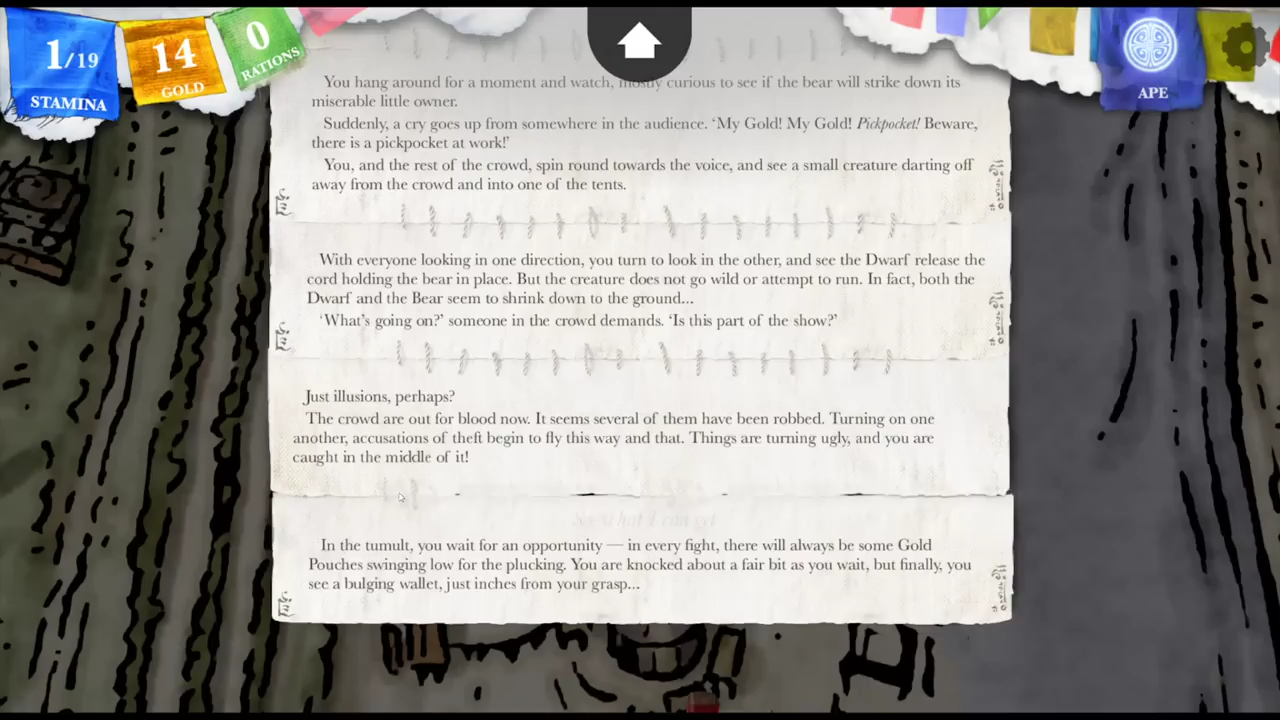 1/19
STAMINA
14
GOLD
0
RATIONS
APE
You hang around for a moment and watch, mostly curious to see if the bear will strike down its
miserable little owner.
Suddenly, a cry goes up from somewhere in the audience. ‘My Gold! My Gold! Pickpocket! Beware,
there is a pickpocket at work!’
You, and the rest of the crowd, spin round towards the voice, and see a small creature darting off
away from the crowd and into one of the tents.
With everyone looking in one direction, you turn to look in the other, and see the Dwarf release the
cord holding the bear in place. But the creature does not go wild or attempt to run. In fact, both the
Dwarf and the Bear seem to shrink down to the ground...
‘What’s going on?’ someone in the crowd demands. ‘Is this part of the show?’
Just illusions, perhaps?
The crowd are out for blood now. It seems several of them have been robbed. Turning on one
another, accusations of theft begin to fly this way and that. Things are turning ugly, and you are
caught in the middle of it!
See what I can get
In the tumult, you wait for an opportunity — in every fight, there will always be some Gold
Pouches swinging low for the plucking. You are knocked about a fair bit as you wait, but finally, you
see a bulging wallet, just inches from your grasp...